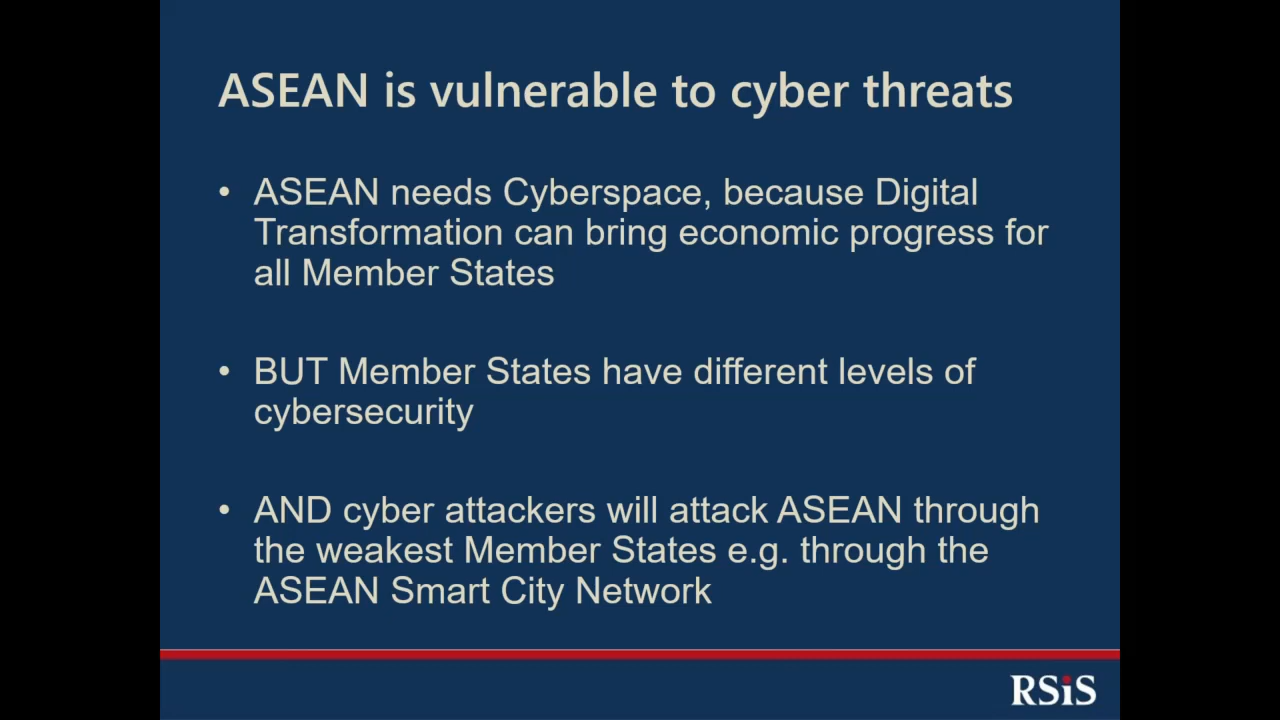 ASEAN is vulnerable to cyber threats
• ASEAN needs Cyberspace, because Digital
Transformation can bring economic progress for
all Member States
• BUT Member States have different levels of
cybersecurity
• AND cyber attackers will attack ASEAN through
the weakest Member States e.g. through the
ASEAN Smart City Network
RSiS